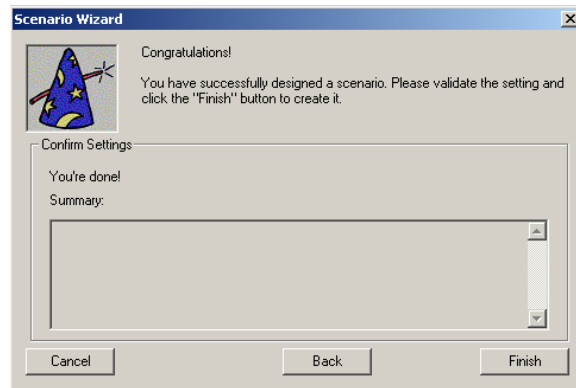 Scenario Wizard
Congratulations!
You have successfully designed a scenario. Please validate the setting and
click the "Finish" button to create it.
Confirm Settings
You're done!
Summary:
Cancel
Back
Finish